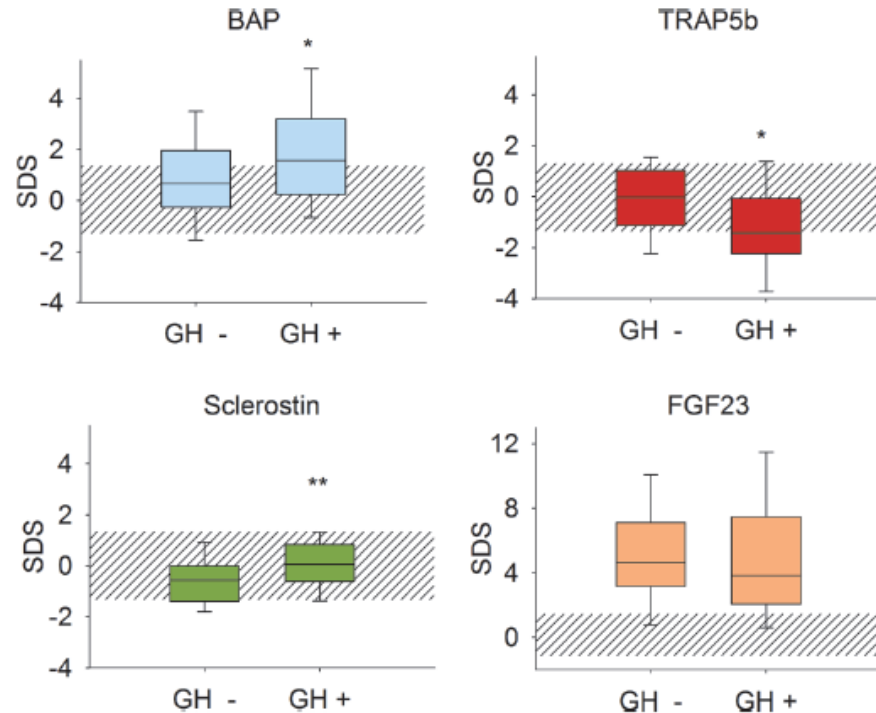 BAP
*
4
2
0
-2
-4
SDS
GH -
GH +
TRAP5b
*
4
2
0
-2
-4
SDS
GH -
GH +
Sclerostin
**
4
2
0
-2
-4
SDS
GH -
GH +
FGF23
12
8
4
0
SDS
GH -
GH +